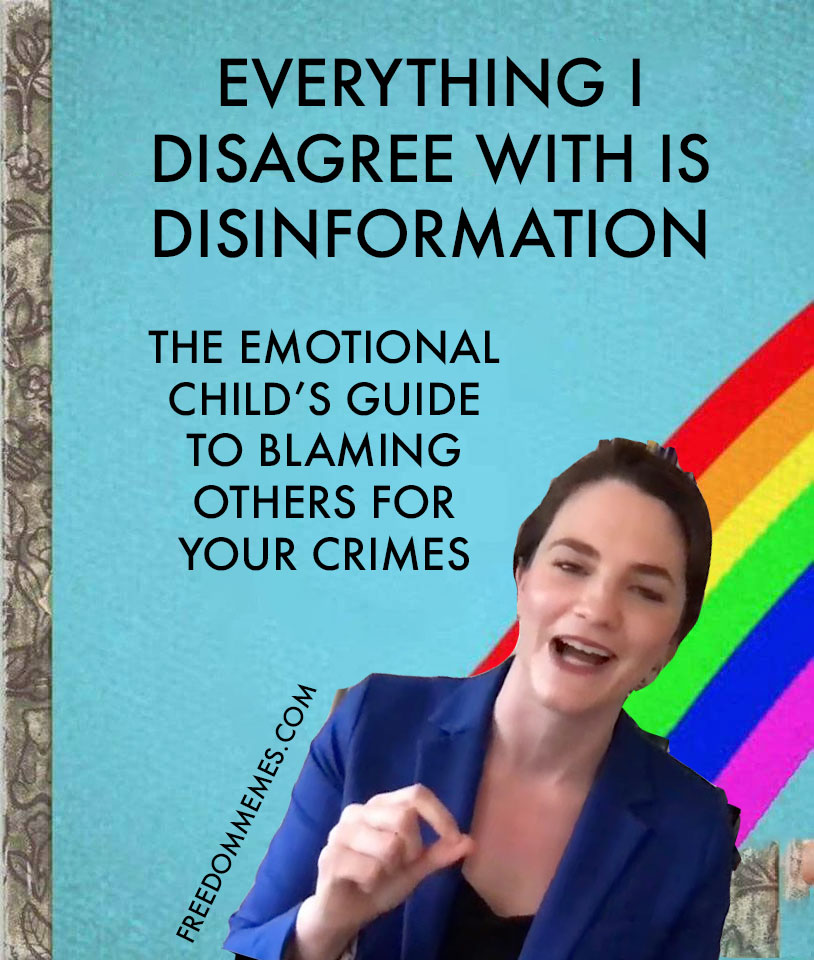 EVERYTHING I
DISAGREE WITH IS
DISINFORMATION
THE EMOTIONAL
CHILD’S GUIDE
TO BLAMING
OTHERS FOR
YOUR CRIMES
FREEDOMMEMES.COM